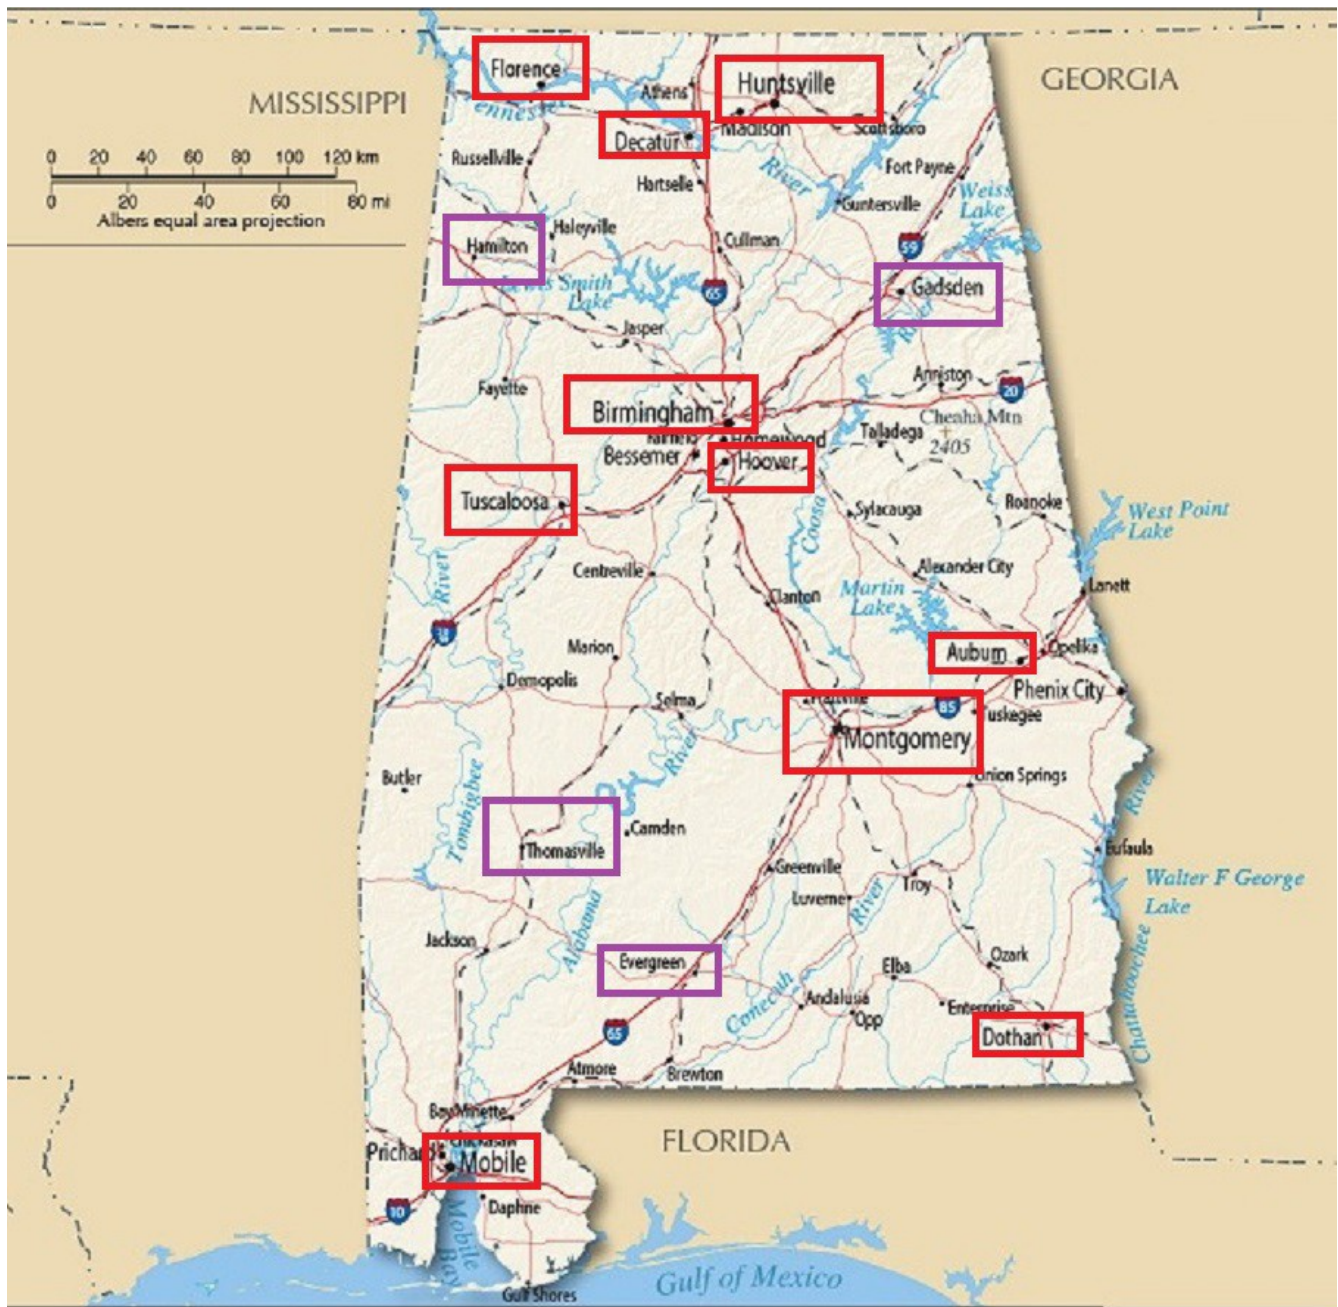 GEORGIA
Florence
Huntsville
MISSISSIPPI
Athens
Madison
Scottsboro
Decatur
0 20 40 60 80 100 120 km
0 20 40 60 80 mi
Albers equal area projection
Russellville
River
Fort Payne
Hartselle
Weiss
Lake
Guntersville
Haleyville
Hamilton
Cullman
59
Gadsden
Lewis Smith
Lake
65
River
Jasper
Fayette
Anniston
20
Birmingham
Cheaha Mtn
2405
Talladega
Fairfield
Homewood
Bessemer
Hoover
Tuscaloosa
Coosa
Sylacauga
Roanoke
West Point
Lake
Centreville
Alexander City
River
Martin
Lake
Lanett
Clanton
Marion
Auburn
Opelika
Demopolis
Phenix City
Selma
Prattville
85
Tuskegee
Montgomery
River
Butler
Union Springs
River
Tombigbee
Camden
Thomasville
Eufaula
Greenville
Walter F George
Lake
Luverne
River
Troy
Alabama
Jackson
Evergreen
Ozark
Elba
Chattahoochee
Conecuh
Andalusia
Enterprise
Opp
65
Dothan
Atmore
Brewton
Bay Minette
FLORIDA
Chickasaw
Prichard
Mobile
10
Daphne
Mobile
Bay
Gulf of Mexico
Gulf Shores